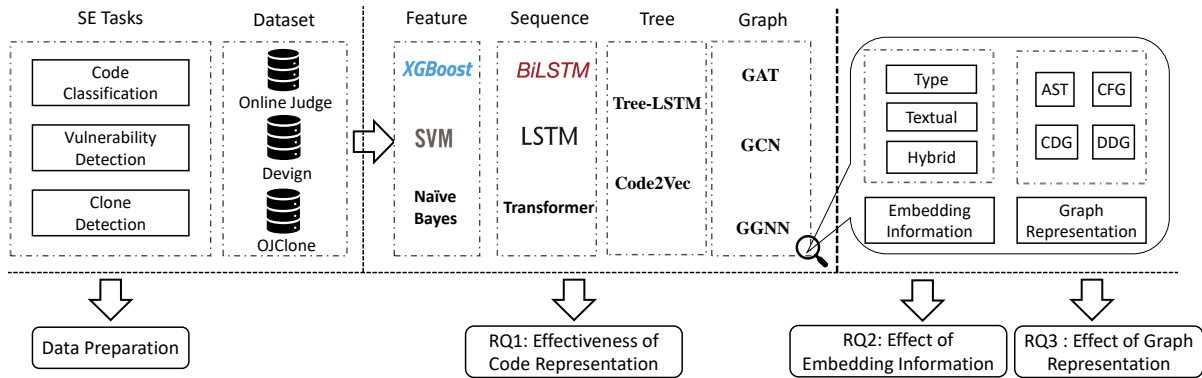 SE Tasks
Dataset
Feature
Sequence
Tree
Graph
Code
Classification
Vulnerability
Detection
Clone
Detection
Online Judge
Devign
OJClone
XGBoost
SVM
Naïve
Bayes
BiLSTM
LSTM
Transformer
Tree-LSTM
Code2Vec
GAT
GCN
GGNN
Type
Textual
Hybrid
Embedding
Information
AST
CFG
CDG
DDG
Graph
Representation
Data Preparation
RQ1: Effectiveness of
Code Representation
RQ2: Effect of
Embedding Information
RQ3 : Effect of Graph
Representation